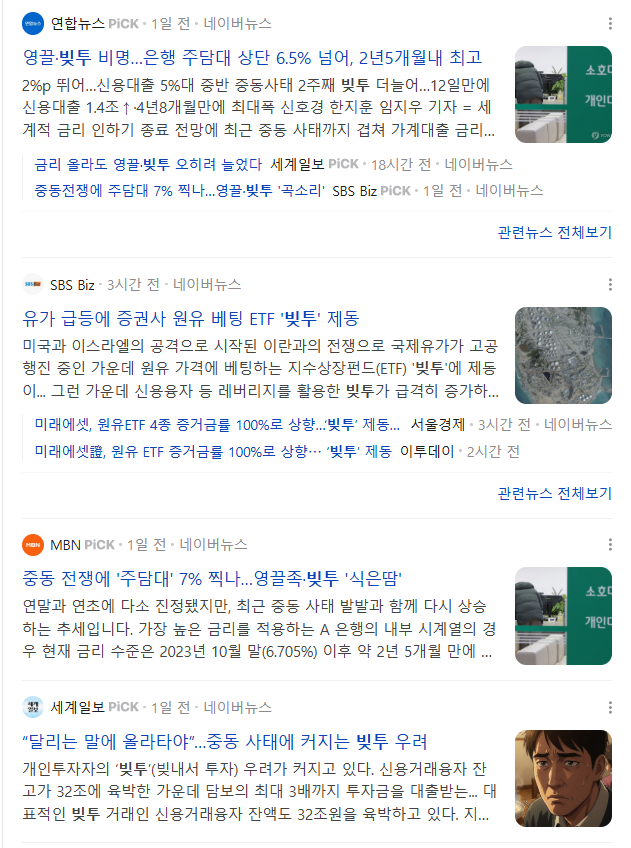 연합뉴스 PiCK · 1일 전 · 네이버뉴스
영끌·빚투 비명...은행 주담대 상단 6.5% 넘어, 2년5개월내 최고
2%p 뛰어...신용대출 5%대 중반 중동사태 2주째 빚투 더늘어...12일만에
신용대출 1.4조↑·4년8개월만에 최대폭 신호경 한지훈 임지우 기자 = 세
계적 금리 인하기 종료 전망에 최근 중동 사태까지 겹쳐 가계대출 금리...
소호대
개인대
금리 올라도 영끌·빚투 오히려 늘었다 세계일보 PiCK · 18시간 전 · 네이버뉴스
중동전쟁에 주담대 7% 찍나...영끌·빚투 '곡소리' SBS Biz PiCK · 1일 전 · 네이버뉴스
관련뉴스 전체보기
SBS Biz · 3시간 전 · 네이버뉴스
유가 급등에 증권사 원유 베팅 ETF '빚투' 제동
미국과 이스라엘의 공격으로 시작된 이란과의 전쟁으로 국제유가가 고공
행진 중인 가운데 원유 가격에 베팅하는 지수상장펀드(ETF) '빚투'에 제동
이... 그런 가운데 신용융자 등 레버리지를 활용한 빚투가 급격히 증가하...
미래에셋, 원유ETF 4종 증거금률 100%로 상향...'빚투' 제동... 서울경제 · 3시간 전 · 네이버뉴스
미래에셋證, 원유 ETF 증거금률 100%로 상향… '빚투' 제동 이투데이 · 2시간 전
관련뉴스 전체보기
MBN PiCK · 1일 전 · 네이버뉴스
중동 전쟁에 '주담대' 7% 찍나...영끌족·빚투 '식은땀'
연말과 연초에 다소 진정됐지만, 최근 중동 사태 발발과 함께 다시 상승
하는 추세입니다. 가장 높은 금리를 적용하는 A 은행의 내부 시계열의 경
우 현재 금리 수준은 2023년 10월 말(6.705%) 이후 약 2년 5개월 만에 ...
소호대
개인대
세계일보 PiCK · 1일 전 · 네이버뉴스
“달리는 말에 올라타야”...중동 사태에 커지는 빚투 우려
개인투자자의 ‘빚투’(빚내서 투자) 우려가 커지고 있다. 신용거래융자 잔
고가 32조에 육박한 가운데 담보의 최대 3배까지 투자금을 대출받는... 대
표적인 빚투 거래인 신용거래융자 잔액도 32조원을 육박하고 있다. 지...